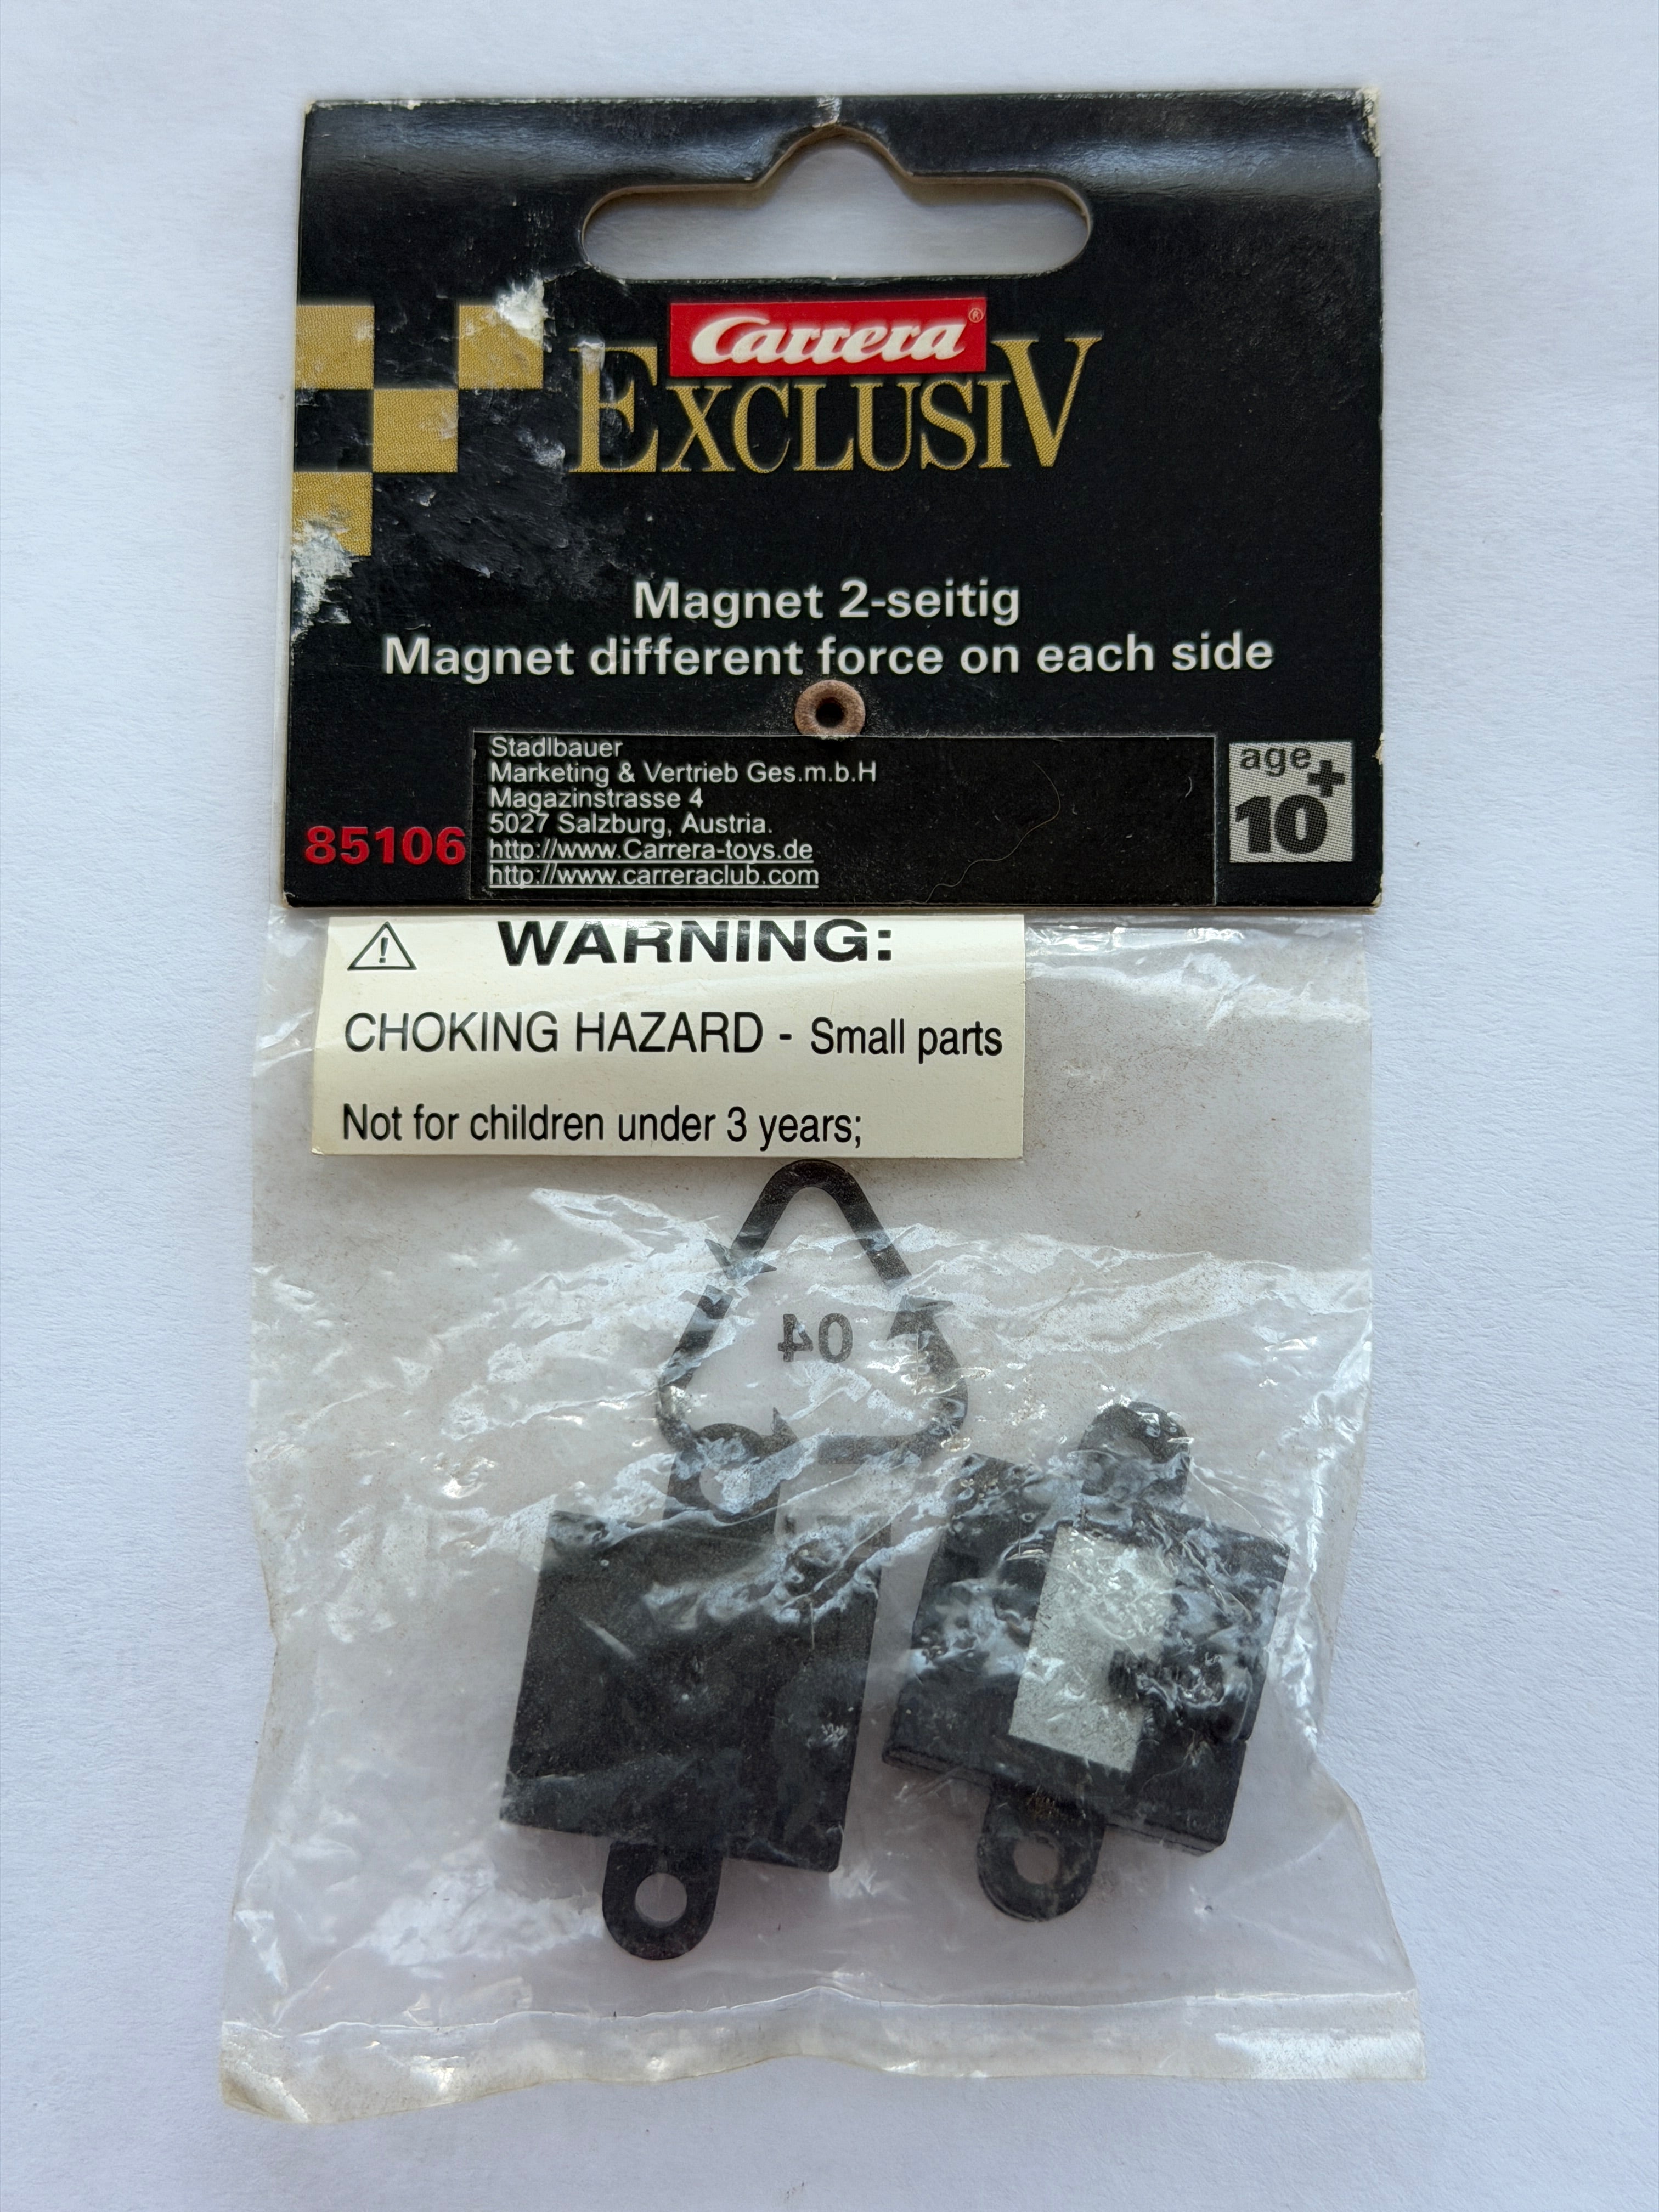 Carrera®
EXCLUSIV
Magnet 2-seitig
Magnet different force on each side
Stadlbauer
Marketing & Vertrieb Ges.m.b.H
Magazinstrasse 4
5027 Salzburg, Austria.
http://www.Carrera-toys.de
http://www.carreraclub.com
85106
age
10+
WARNING:
CHOKING HAZARD - Small parts
Not for children under 3 years;
04